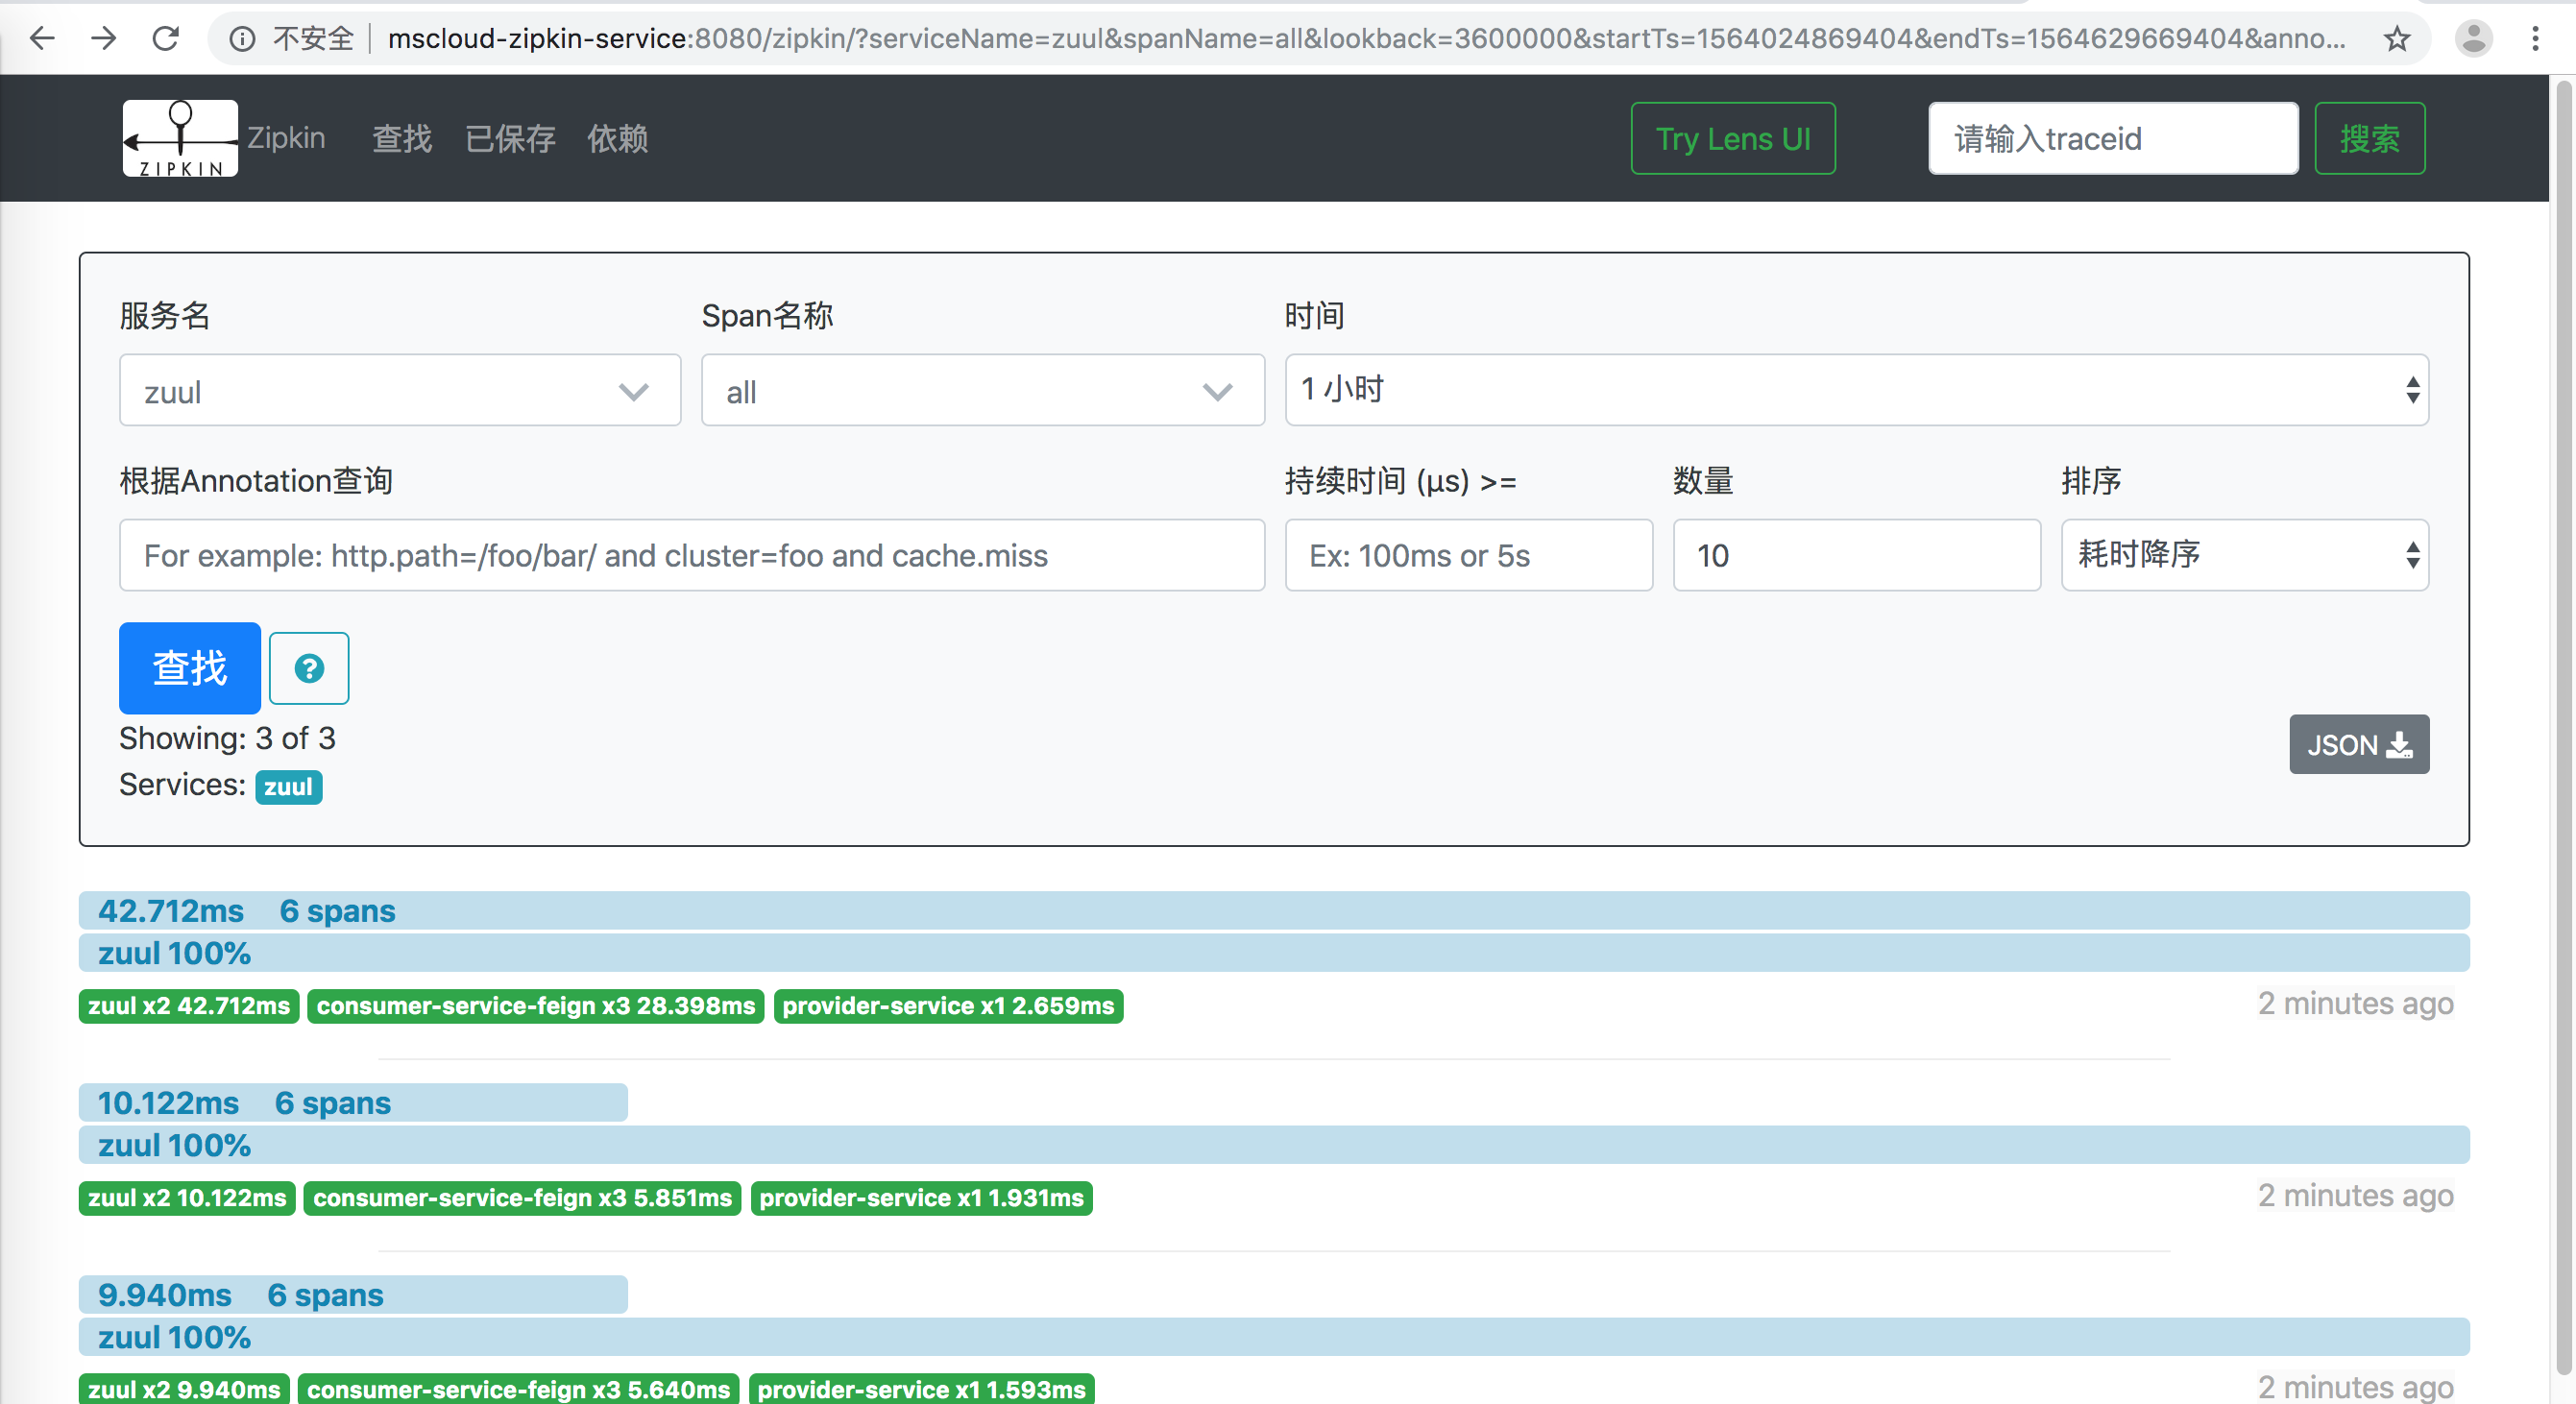 不安全 mscloud-zipkin-service:8080/zipkin/?serviceName=zuul&spanName=all&lookback=3600000&startTs=1564024869404&endTs=1564629669404&anno...
ZIPKIN Zipkin 查找 已保存 依赖 Try Lens UI 请输入traceid 搜索
服务名 Span名称 时间
zuul all 1 小时
根据Annotation查询 持续时间 (μs) >= 数量 排序
For example: http.path=/foo/bar/ and cluster=foo and cache.miss Ex: 100ms or 5s 10 耗时降序
查找 ?
Showing: 3 of 3
JSON
Services: zuul
42.712ms 6 spans
zuul 100%
zuul x2 42.712ms consumer-service-feign x3 28.398ms provider-service x1 2.659ms 2 minutes ago
10.122ms 6 spans
zuul 100%
zuul x2 10.122ms consumer-service-feign x3 5.851ms provider-service x1 1.931ms 2 minutes ago
9.940ms 6 spans
zuul 100%
zuul x2 9.940ms consumer-service-feign x3 5.640ms provider-service x1 1.593ms 2 minutes ago